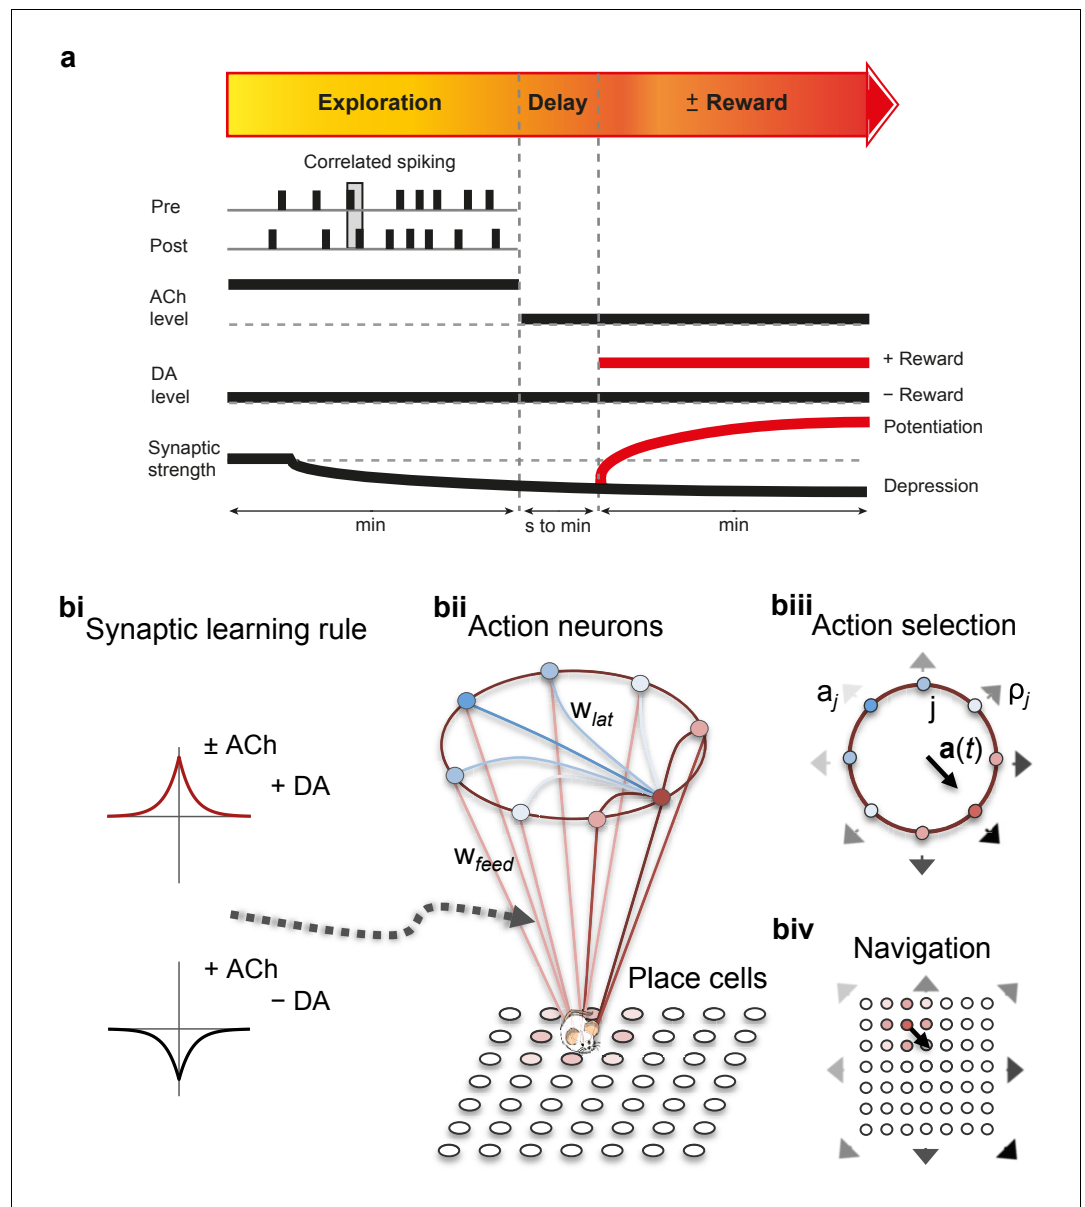 a
Exploration Delay ± Reward
Correlated spiking
Pre
Post
ACh
level
DA
level
+ Reward
− Reward
Synaptic
strength
Potentiation
Depression
min s to min min
bi Synaptic learning rule
± ACh
+ DA
+ ACh
− DA
bii Action neurons
w_lat
w_feed
Place cells
biii Action selection
a_j
j
ρ_j
a(t)
biv
Navigation